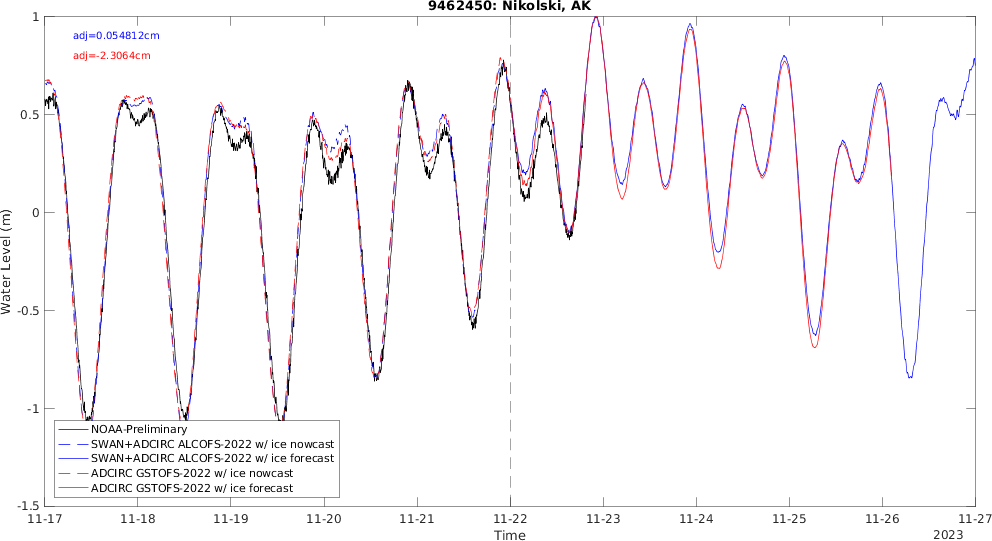 9462450: Nikolski, AK
adj=0.054812cm
adj=-2.3064cm
Water Level (m)
1
0.5
0
-0.5
-1
-1.5
NOAA-Preliminary
SWAN+ADCIRC ALCOFS-2022 w/ ice nowcast
SWAN+ADCIRC ALCOFS-2022 w/ ice forecast
ADCIRC GSTOFS-2022 w/ ice nowcast
ADCIRC GSTOFS-2022 w/ ice forecast
11-17 11-18 11-19 11-20 11-21 11-22 11-23 11-24 11-25 11-26 11-27
Time
2023